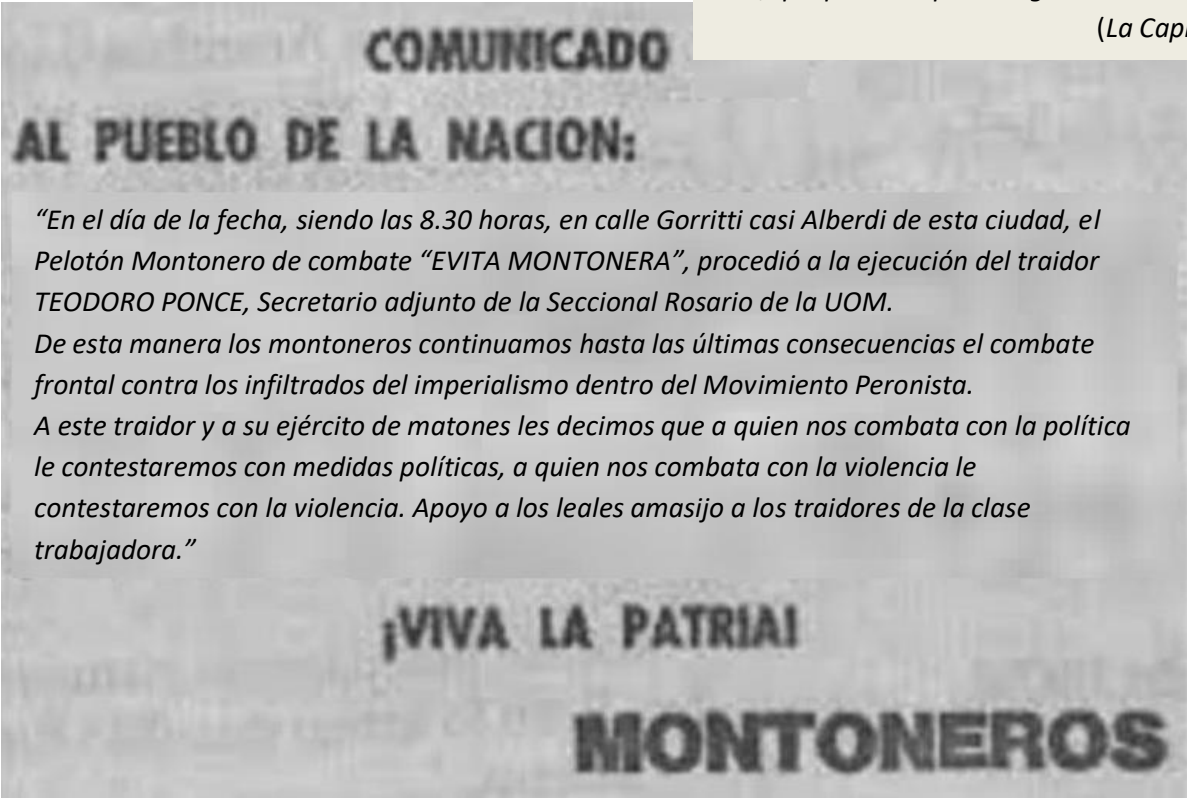 (La Cap
COMUNICADO
AL PUEBLO DE LA NACION:
“En el día de la fecha, siendo las 8.30 horas, en calle Gorritti casi Alberdi de esta ciudad, el
Pelotón Montonero de combate “EVITA MONTONERA”, procedió a la ejecución del traidor
TEODORO PONCE, Secretario adjunto de la Seccional Rosario de la UOM.
De esta manera los montoneros continuamos hasta las últimas consecuencias el combate
frontal contra los infiltrados del imperialismo dentro del Movimiento Peronista.
A este traidor y a su ejército de matones les decimos que a quien nos combata con la política
le contestaremos con medidas políticas, a quien nos combata con la violencia le
contestaremos con la violencia. Apoyo a los leales amasijo a los traidores de la clase
trabajadora.”
¡VIVA LA PATRIA!
MONTONEROS